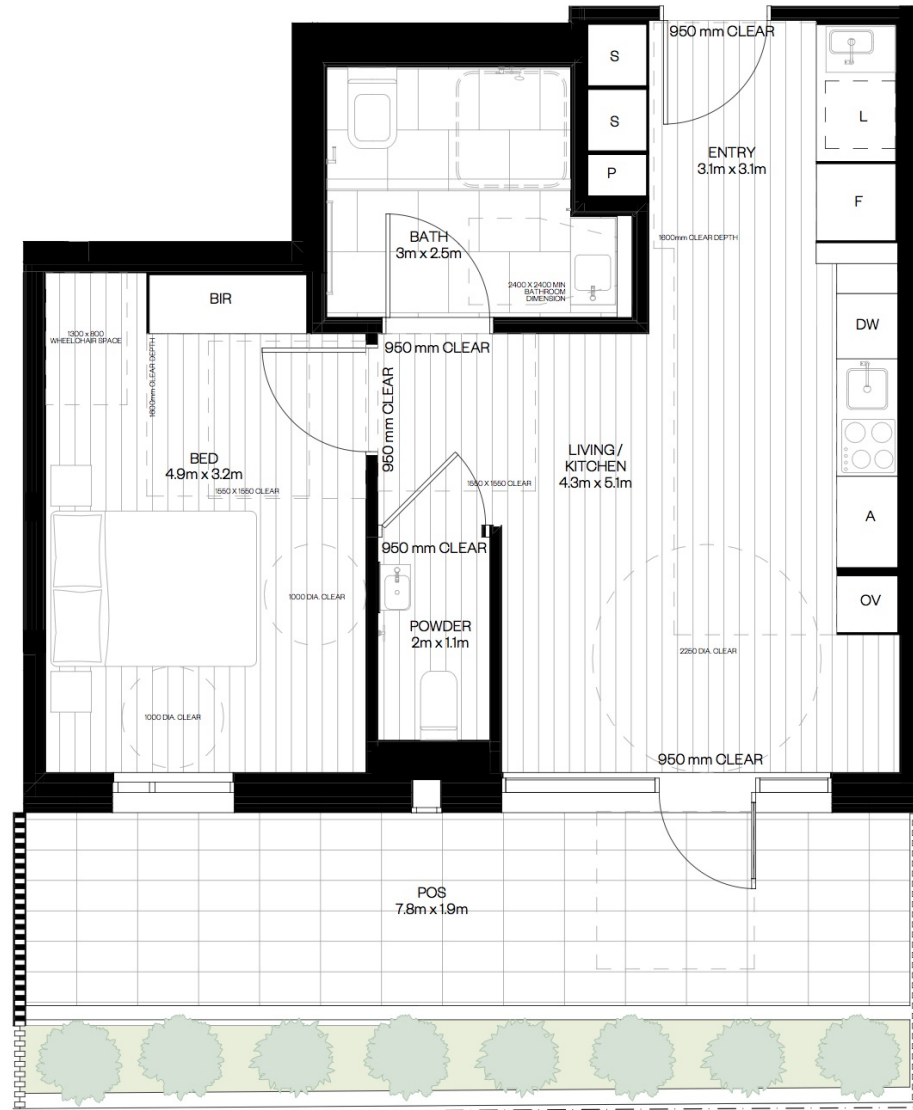 950 mm CLEAR
S
S
P
L
ENTRY
3.1m x 3.1m
F
BATH
3m x 2.5m
1600mm CLEAR DEPTH
2400 X 2400 MIN
BATHROOM
DIMENSION
BIR
1300 x 800
WHEELCHAIR SPACE
1600mm CLEAR DEPTH
950 mm CLEAR
950 mm CLEAR
DW
BED
4.9m x 3.2m
1550 X 1550 CLEAR
LIVING /
KITCHEN
4.3m x 5.1m
1550 X 1550 CLEAR
A
950 mm CLEAR
1000 DIA. CLEAR
OV
POWDER
2m x 1.1m
2250 DIA. CLEAR
1000 DIA. CLEAR
950 mm CLEAR
POS
7.8m x 1.9m